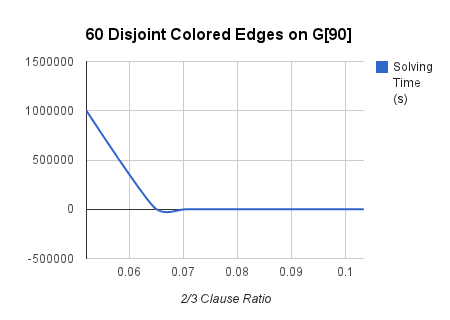 60 Disjoint Colored Edges on G[90]
1500000
1000000
500000
0
-500000
0.06 0.07 0.08 0.09 0.1
2/3 Clause Ratio
Solving
Time
(s)